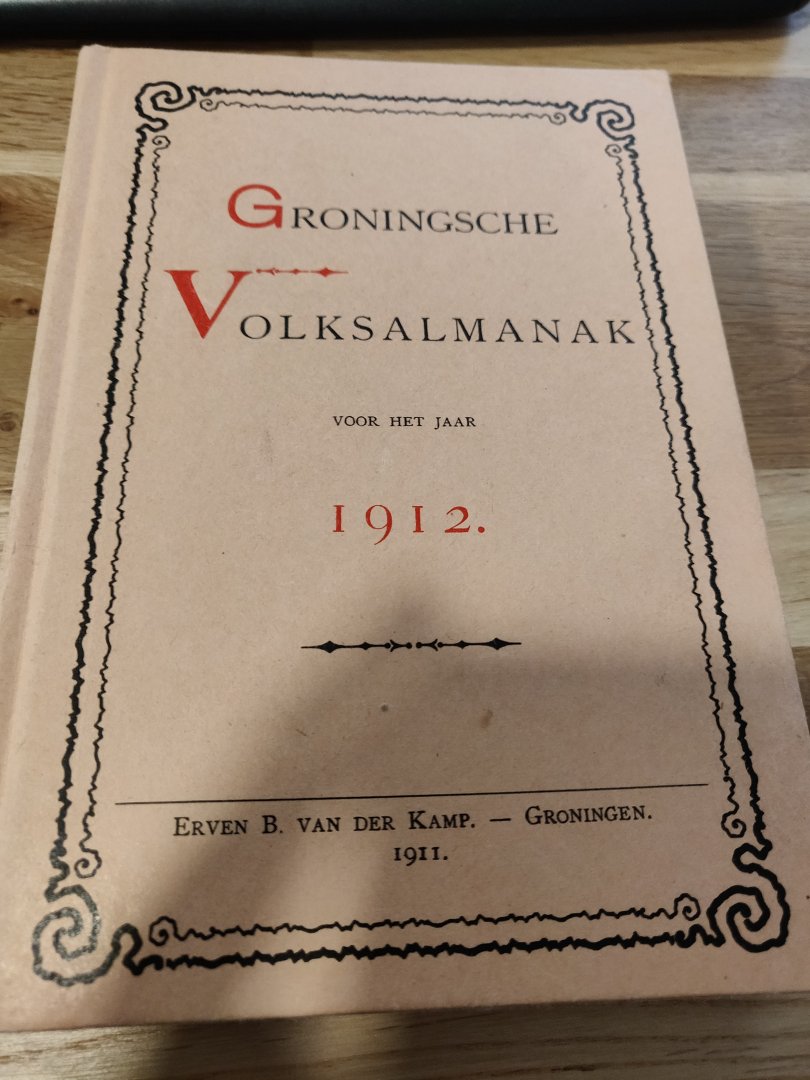 GRONINGSCHE
VOLKSALMANAK
VOOR HET JAAR
1912.
ERVEN B. VAN DER KAMP. — GRONINGEN.
1911.